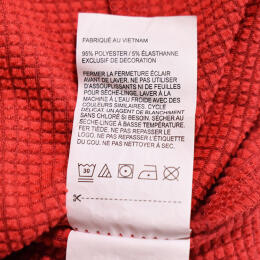 FABRIQUÉ AU VIETNAM
95% POLYESTER / 5% ÉLASTHANNE
EXCLUSIF DE DÉCORATION
FERMER LA FERMETURE ÉCLAIR
AVANT DE LAVER. NE PAS UTILISER
D'ASSOUPLISSANTS NI DE FEUILLES
POUR SÈCHE-LINGE. LAVER À LA
MACHINE À L'EAU FROIDE AVEC DES
COULEURS SIMILAIRES. CYCLE
DÉLICAT. UN AGENT DE BLANCHIMENT
SANS CHLORE SI BESOIN. SÉCHER AU
SÈCHE-LINGE À BASSE TEMPÉRATURE.
FER TIÈDE. NE PAS REPASSER LE
LOGO. NE PAS REPASSER L'ÉTIQUETTE
DU COU. NE PAS NETTOYER À SEC.
30